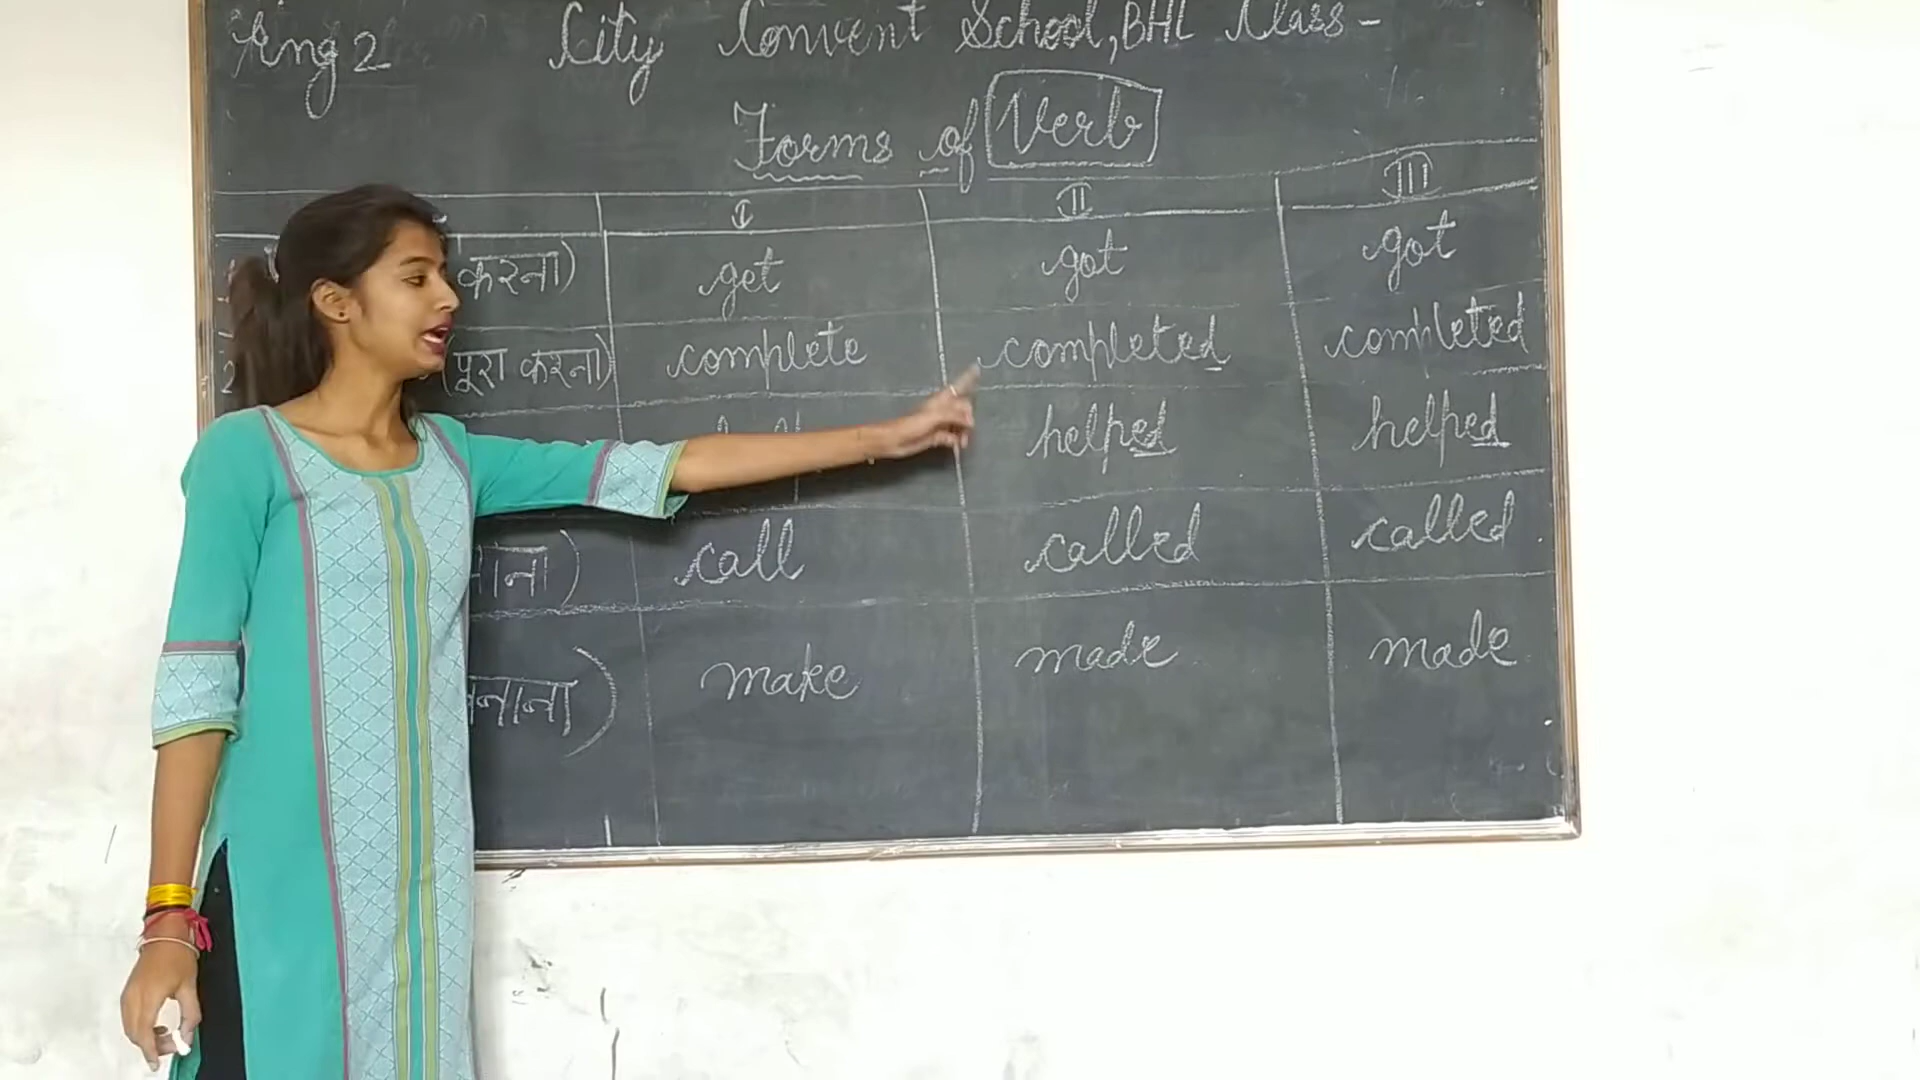 Eng 2 City Convent School, BHL Class -
Forms of Verb
I II III
करना) get got got
2 (पूरा करना) complete completed completed
helped helped
call called called
make made made